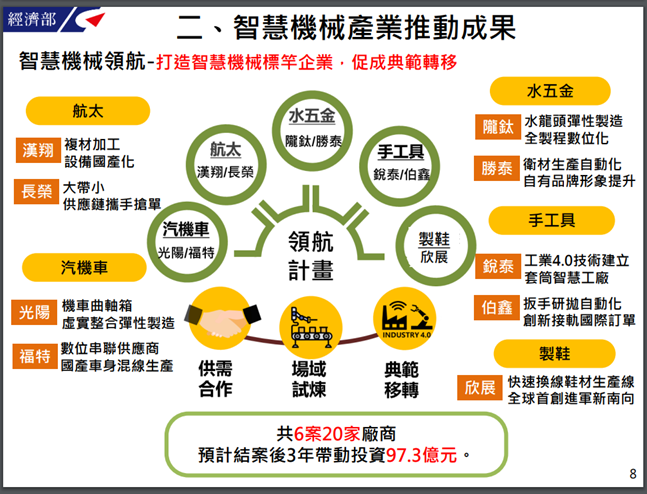 經濟部
二、智慧機械產業推動成果
智慧機械領航-打造智慧機械標竿企業，促成典範轉移
航太
漢翔
複材加工
設備國產化
長榮
大帶小
供應鏈攜手搶單
汽機車
光陽
機車曲軸箱
虛實整合彈性製造
福特
數位串聯供應商
國產車身混線生產
汽機車
光陽/福特
航太
漢翔/長榮
水五金
隴鈦/勝泰
手工具
銳泰/伯鑫
製鞋
欣展
領航
計畫
INDUSTRY 4.0
供需
合作
場域
試煉
典範
移轉
水五金
隴鈦
水龍頭彈性製造
全製程數位化
勝泰
衛材生產自動化
自有品牌形象提升
手工具
銳泰
工業4.0技術建立
套筒智慧工廠
伯鑫
扳手研拋自動化
創新接軌國際訂單
製鞋
欣展
快速換線鞋材生產線
全球首創進軍新南向
共6案20家廠商
預計結案後3年帶動投資97.3億元。
8